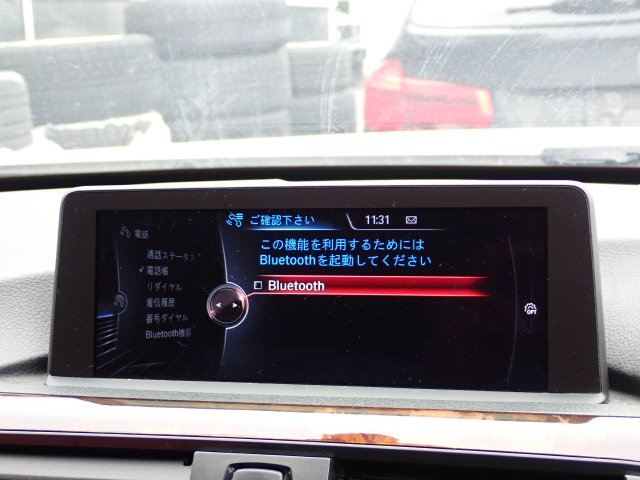 ご確認下さい 11:31
この機能を利用するためには
Bluetoothを起動してください
Bluetooth
電話
通話ステータス
✓ 電話帳
リダイヤル
着信履歴
番号ダイヤル
Bluetooth機器
OPT